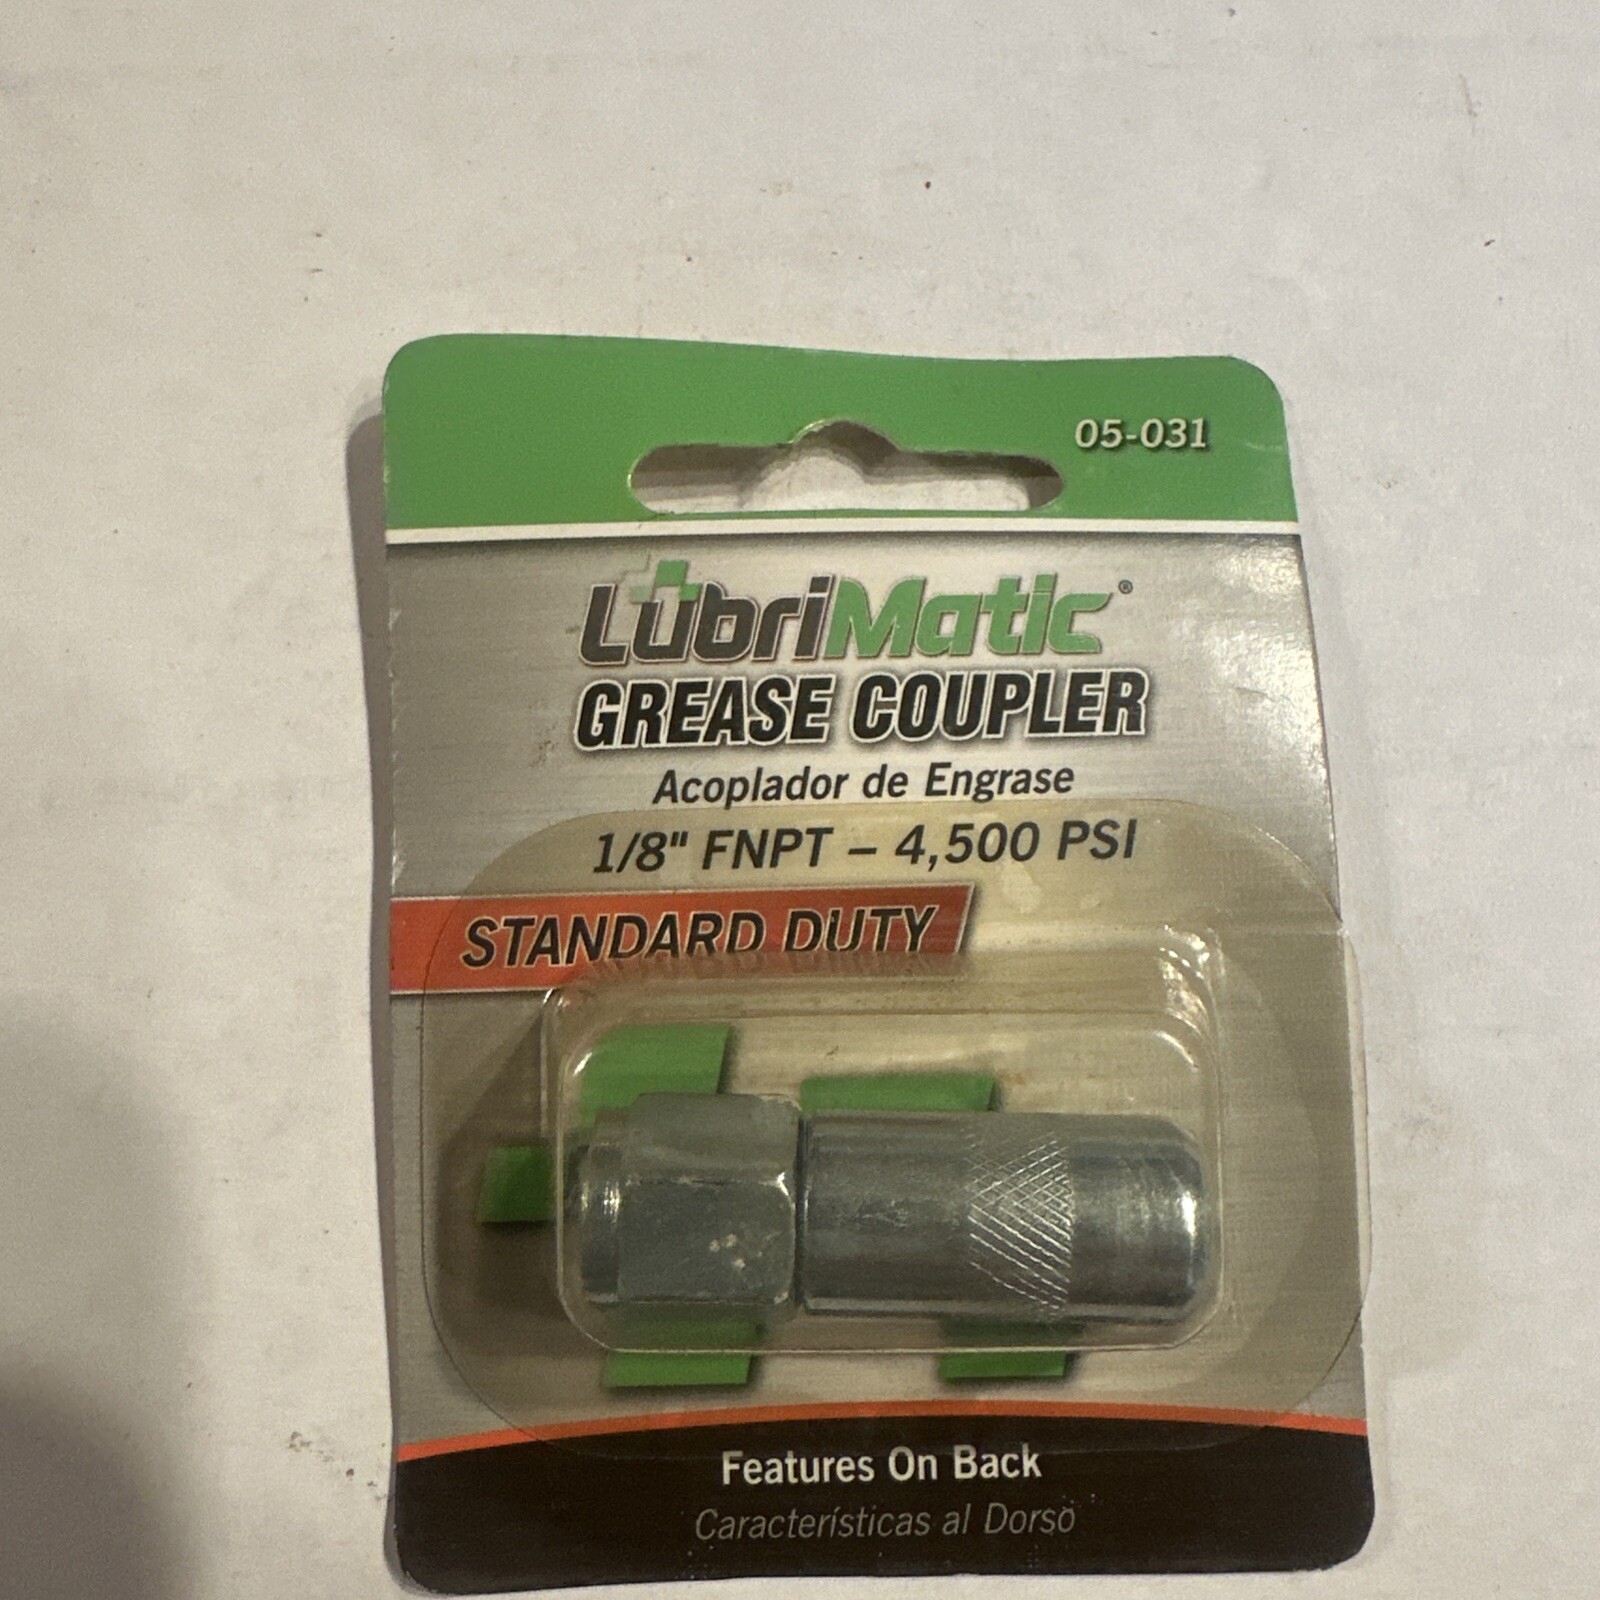 05-031
LubriMatic®
GREASE COUPLER
Acoplador de Engrase
1/8" FNPT – 4,500 PSI
STANDARD DUTY
Features On Back
Características al Dorso